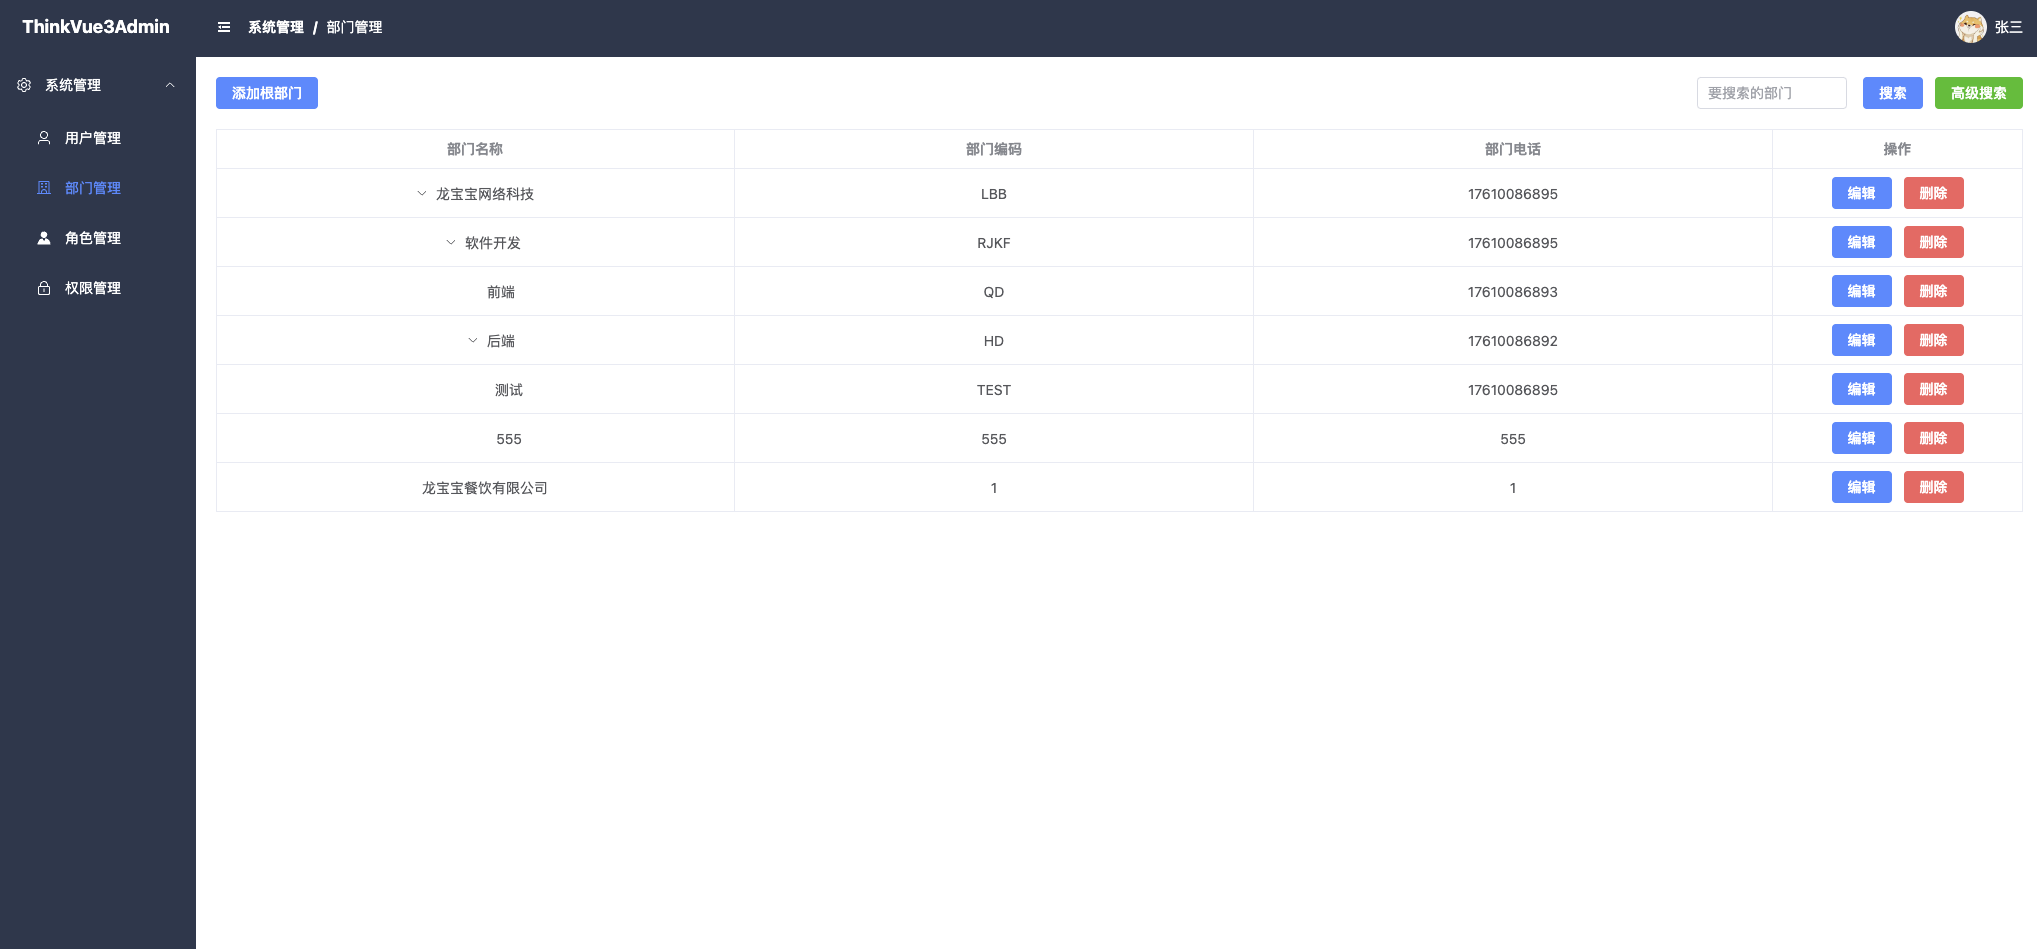 ThinkVue3Admin
系统管理 / 部门管理
张三
系统管理
用户管理
部门管理
角色管理
权限管理
添加根部门
要搜索的部门 搜索 高级搜索
部门名称 部门编码 部门电话 操作
龙宝宝网络科技 LBB 17610086895 编辑 删除
软件开发 RJKF 17610086895 编辑 删除
前端 QD 17610086893 编辑 删除
后端 HD 17610086892 编辑 删除
测试 TEST 17610086895 编辑 删除
555 555 555 编辑 删除
龙宝宝餐饮有限公司 1 1 编辑 删除